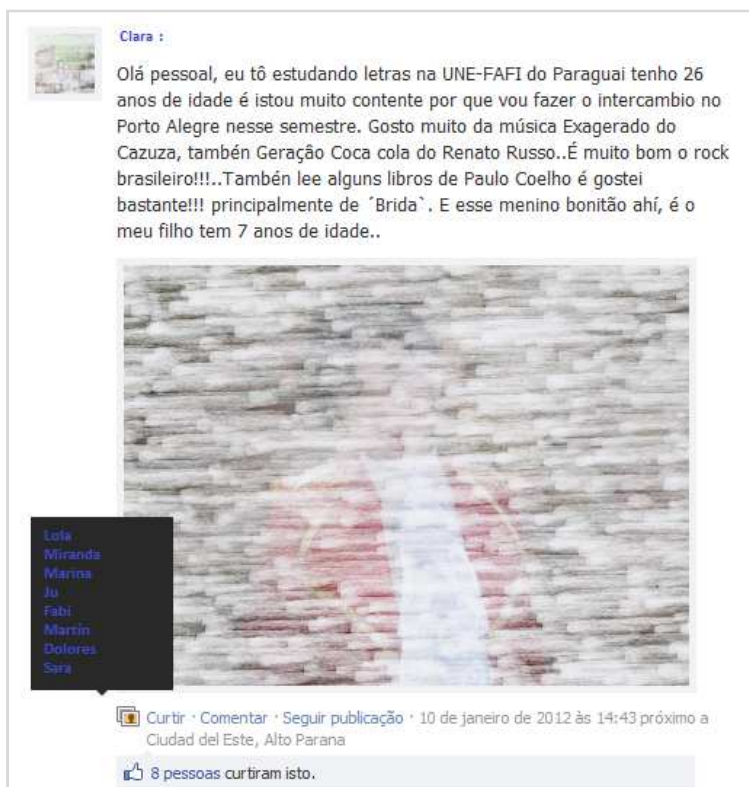 Clara :
Olá pessoal, eu tô estudando letras na UNE-FAFI do Paraguai tenho 26
anos de idade é istou muito contente por que vou fazer o intercambio no
Porto Alegre nesse semestre. Gosto muito da música Exagerado do
Cazuza, tambén Geraçâo Coca cola do Renato Russo..É muito bom o rock
brasileiro!!!..Tambén lee alguns libros de Paulo Coelho é gostei
bastante!!! principalmente de ´Brida`. E esse menino bonitão ahí, é o
meu filho tem 7 anos de idade..
Lola
Miranda
Marina
Ju
Fabi
Martín
Dolores
Sara
Curtir · Comentar · Seguir publicação · 10 de janeiro de 2012 às 14:43 próximo a
Ciudad del Este, Alto Parana
8 pessoas curtiram isto.